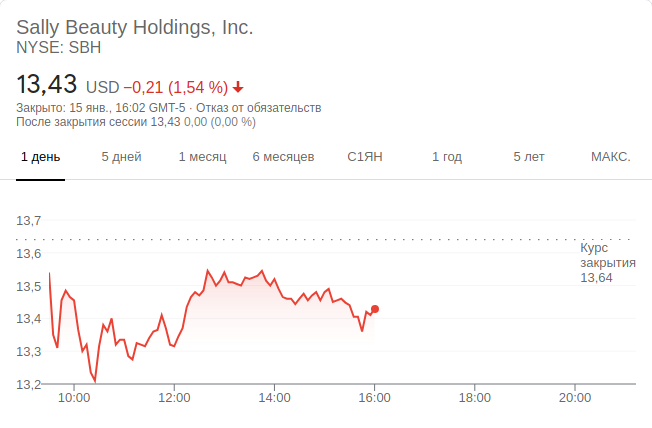 Sally Beauty Holdings, Inc.
NYSE: SBH
13,43 USD −0,21 (1,54 %)
Закрыто: 15 янв., 16:02 GMT-5 · Отказ от обязательств
После закрытия сессии 13,43 0,00 (0,00 %)
1 день 5 дней 1 месяц 6 месяцев С1ЯН 1 год 5 лет МАКС.
13,7
13,6
13,5
13,4
13,3
13,2
Курс
закрытия
13,64
10:00 12:00 14:00 16:00 18:00 20:00